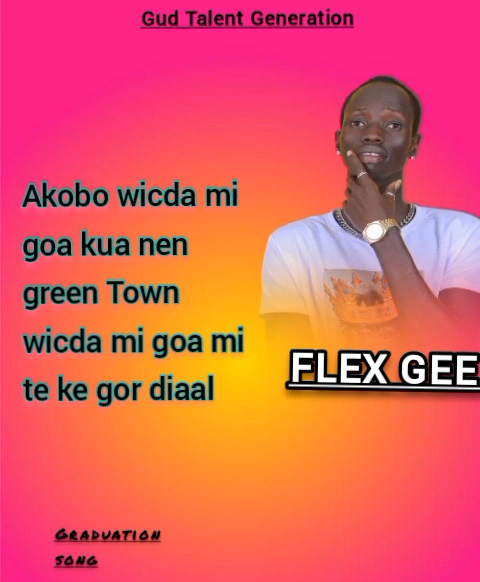 Gud Talent Generation
Akobo wicda mi
goa kua nen
green Town
wicda mi goa mi
te ke gor diaal
FLEX GEE
Graduation
song